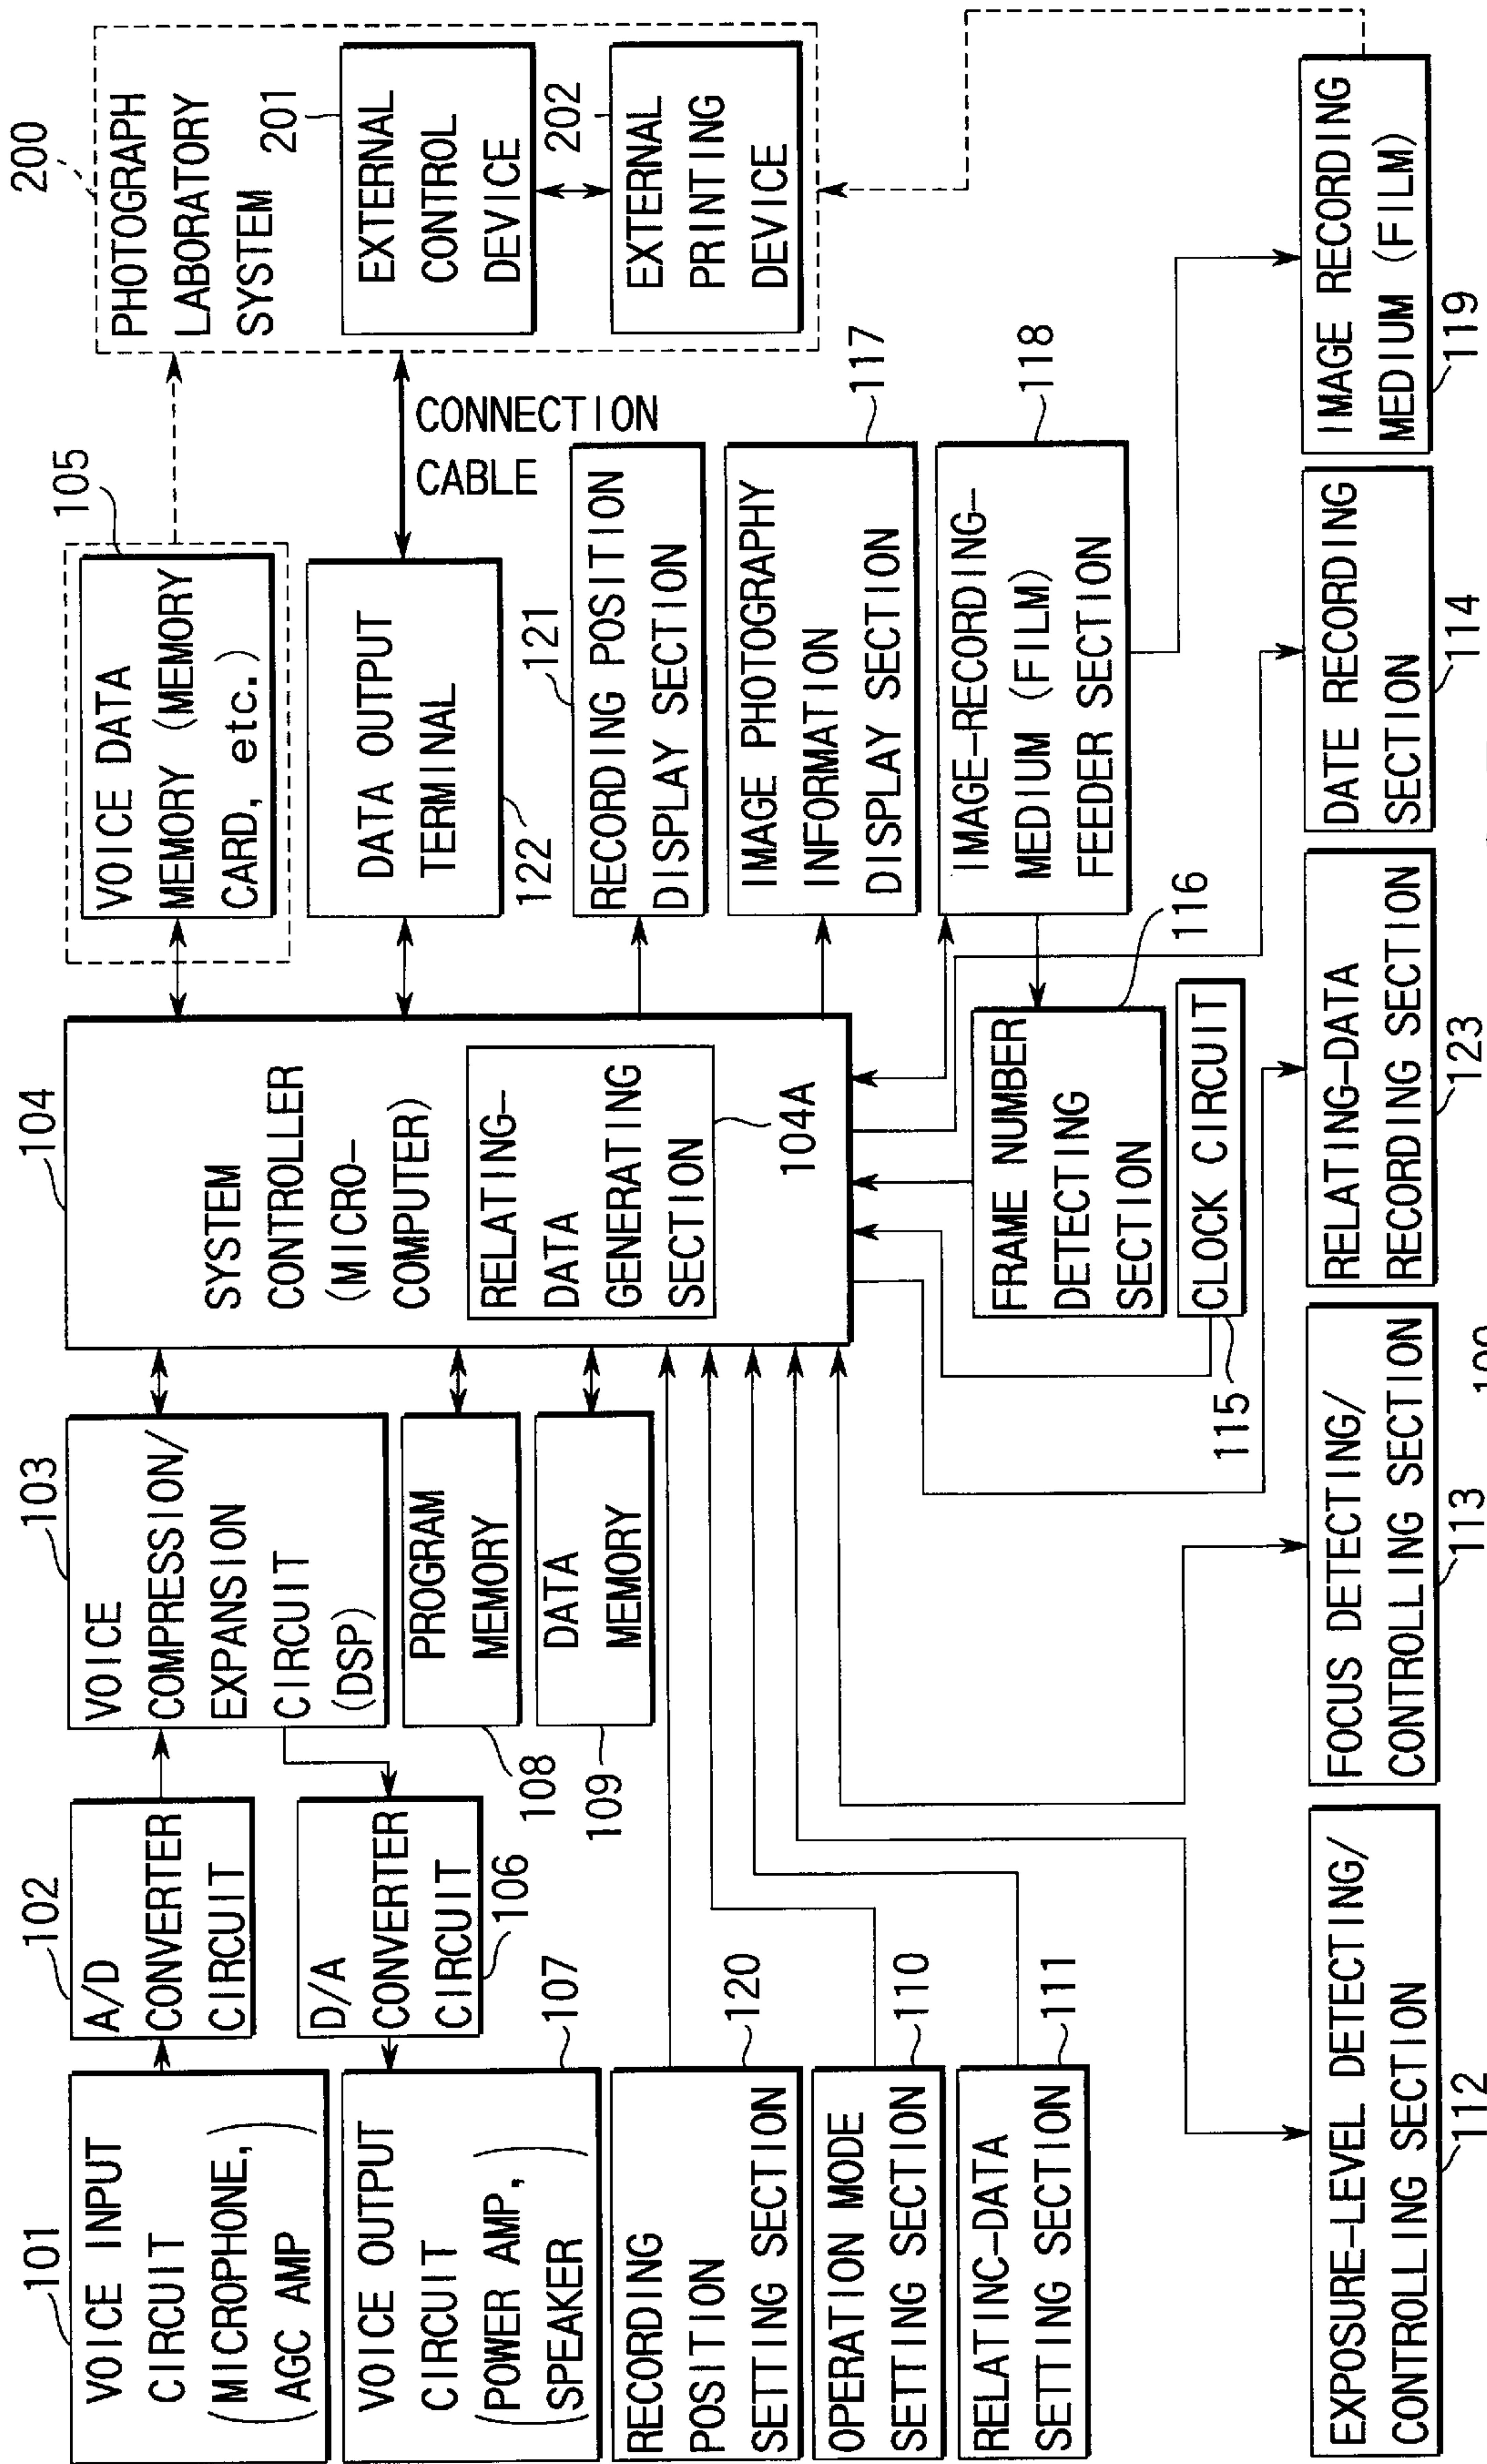 101
VOICE INPUT
CIRCUIT
(MICROPHONE,
AGC AMP)
102
A/D
CONVERTER
CIRCUIT
103
VOICE
COMPRESSION/
EXPANSION
CIRCUIT
(DSP)
104
SYSTEM
CONTROLLER
(MICRO-
COMPUTER)
RELATING-
DATA
GENERATING
SECTION
104A
105
VOICE DATA
MEMORY (MEMORY
CARD, etc.)
200
PHOTOGRAPH
LABORATORY
SYSTEM
201
EXTERNAL
CONTROL
DEVICE
202
EXTERNAL
PRINTING
DEVICE
CONNECTION
CABLE
DATA OUTPUT
TERMINAL
122
121
RECORDING POSITION
DISPLAY SECTION
117
IMAGE PHOTOGRAPHY
INFORMATION
DISPLAY SECTION
118
IMAGE-RECORDING-
MEDIUM (FILM)
FEEDER SECTION
VOICE OUTPUT
CIRCUIT
(POWER AMP,
SPEAKER)
107
D/A
CONVERTER
CIRCUIT
106
PROGRAM
MEMORY
108
DATA
MEMORY
109
RECORDING
POSITION
SETTING SECTION
120
OPERATION MODE
SETTING SECTION
110
RELATINC-DATA
SETTING SECTION
111
FRAME NUMBER
DETECTING
SECTION
116
CLOCK CIRCUIT
115
EXPOSURE-LEVEL DETECTING/
CONTROLLING SECTION
112
FOCUS DETECTING/
CONTROLLING SECTION
113
RELATING-DATA
RECORDING SECTION
123
DATE RECORDING
SECTION
114
IMAGE RECORDING
MEDIUM (FILM)
119